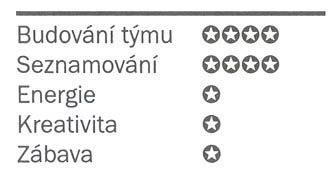 Budování týmu ✪✪✪✪
Seznamování ✪✪✪✪
Energie ✪
Kreativita ✪
Zábava ✪